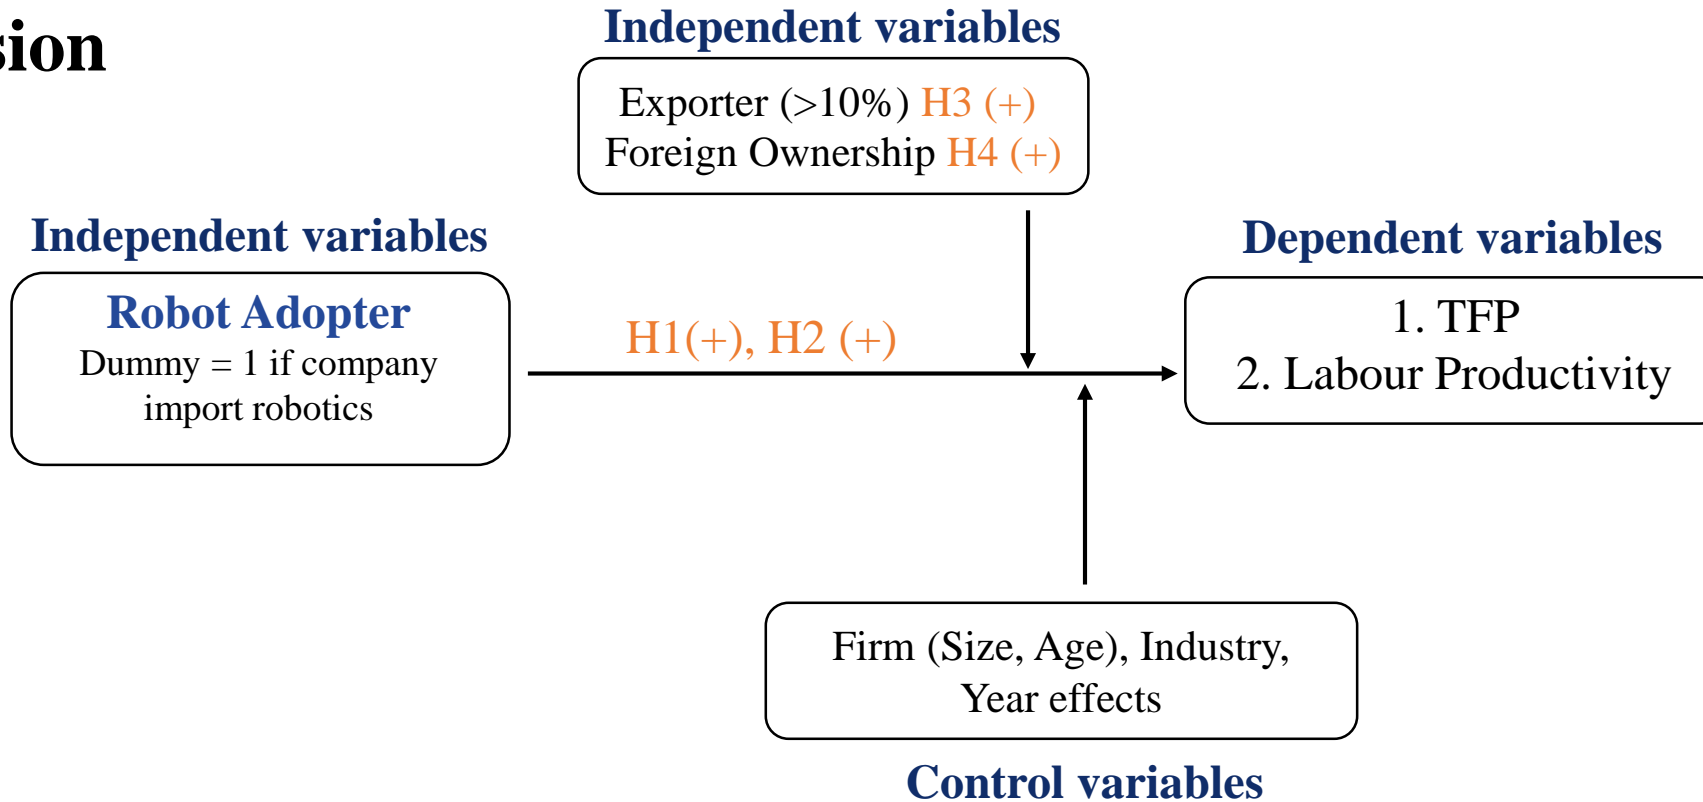 sion
Independent variables
Exporter (>10%) H3 (+)
Foreign Ownership H4 (+)
Independent variables
Robot Adopter
Dummy = 1 if company
import robotics
H1(+), H2 (+)
Dependent variables
1. TFP
2. Labour Productivity
Firm (Size, Age), Industry,
Year effects
Control variables